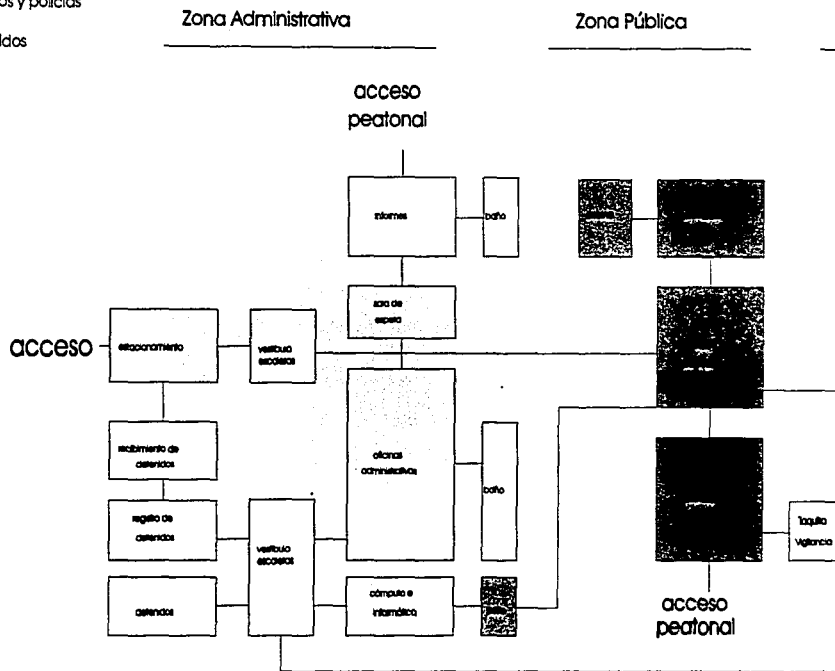 os y policías
idos
Zona Administrativa
Zona Pública
acceso
peatonal
informes
baño
sala de
espera
acceso
estacionamiento
vestíbulo
escaleras
recibimiento de
detenidos
oficinas
administrativas
baño
registro de
detenidos
vestíbulo
escaleras
Taquilla
Vigilancia
detenidos
cómputo e
informática
acceso
peatonal